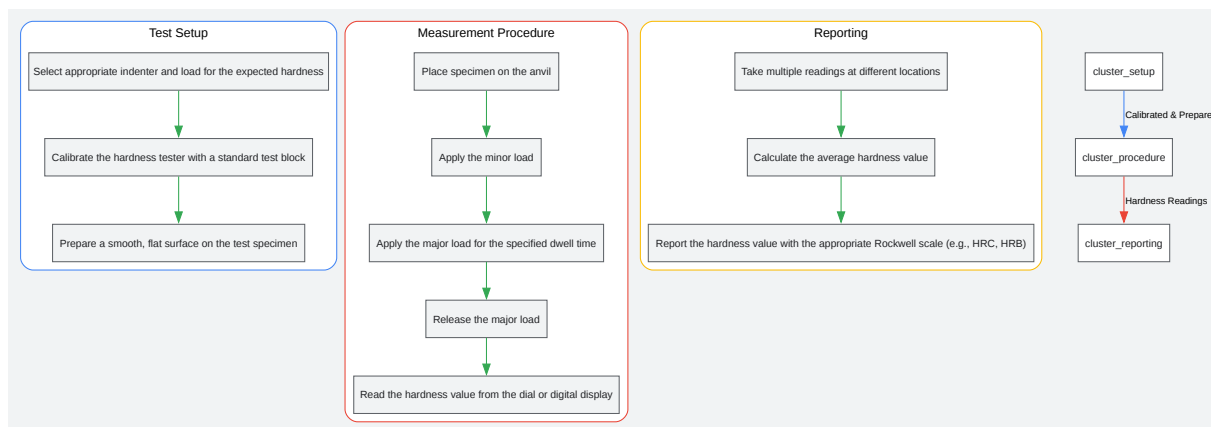 Test Setup
Select appropriate indenter and load for the expected hardness
Calibrate the hardness tester with a standard test block
Prepare a smooth, flat surface on the test specimen
Measurement Procedure
Place specimen on the anvil
Apply the minor load
Apply the major load for the specified dwell time
Release the major load
Read the hardness value from the dial or digital display
Reporting
Take multiple readings at different locations
Calculate the average hardness value
Report the hardness value with the appropriate Rockwell scale (e.g., HRC, HRB)
cluster_setup
Calibrated & Prepare
cluster_procedure
Hardness Readings
cluster_reporting